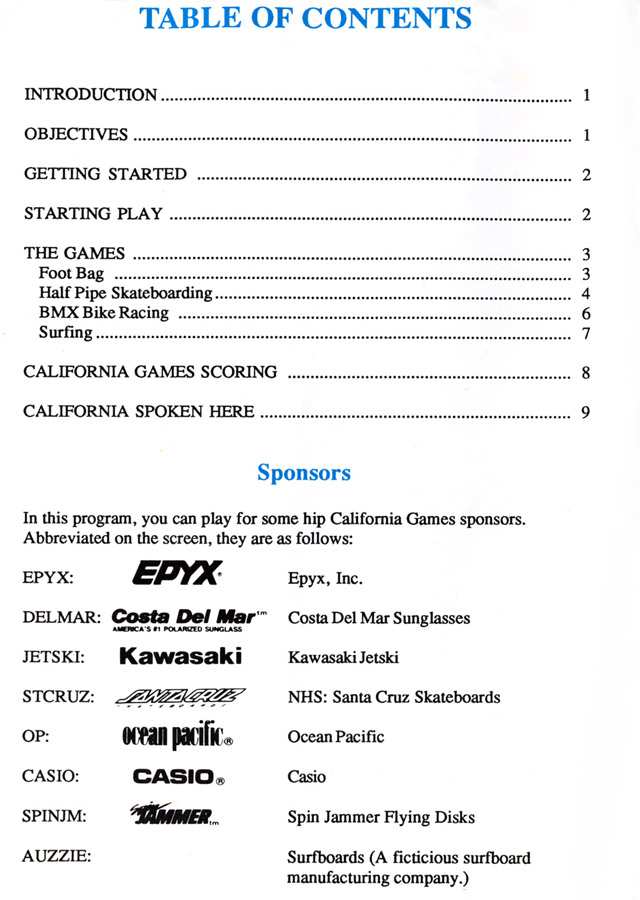 TABLE OF CONTENTS
INTRODUCTION ........................................ 1
OBJECTIVES ........................................ 1
GETTING STARTED ........................................ 2
STARTING PLAY ........................................ 2
THE GAMES ........................................ 3
Foot Bag ........................................ 3
Half Pipe Skateboarding ........................................ 4
BMX Bike Racing ........................................ 6
Surfing ........................................ 7
CALIFORNIA GAMES SCORING ........................................ 8
CALIFORNIA SPOKEN HERE ........................................ 9
Sponsors
In this program, you can play for some hip California Games sponsors.
Abbreviated on the screen, they are as follows:
EPYX: EPYX® Epyx, Inc.
DELMAR: Costa Del Mar™ Costa Del Mar Sunglasses
AMERICA'S #1 POLARIZED SUNGLASS
JETSKI: Kawasaki Kawasaki Jetski
STCRUZ: SANTA CRUZ NHS: Santa Cruz Skateboards
OP: ocean pacific® Ocean Pacific
CASIO: CASIO® Casio
SPINJM: Spin JAMMER™ Spin Jammer Flying Disks
AUZZIE: Surfboards (A ficticious surfboard
manufacturing company.)